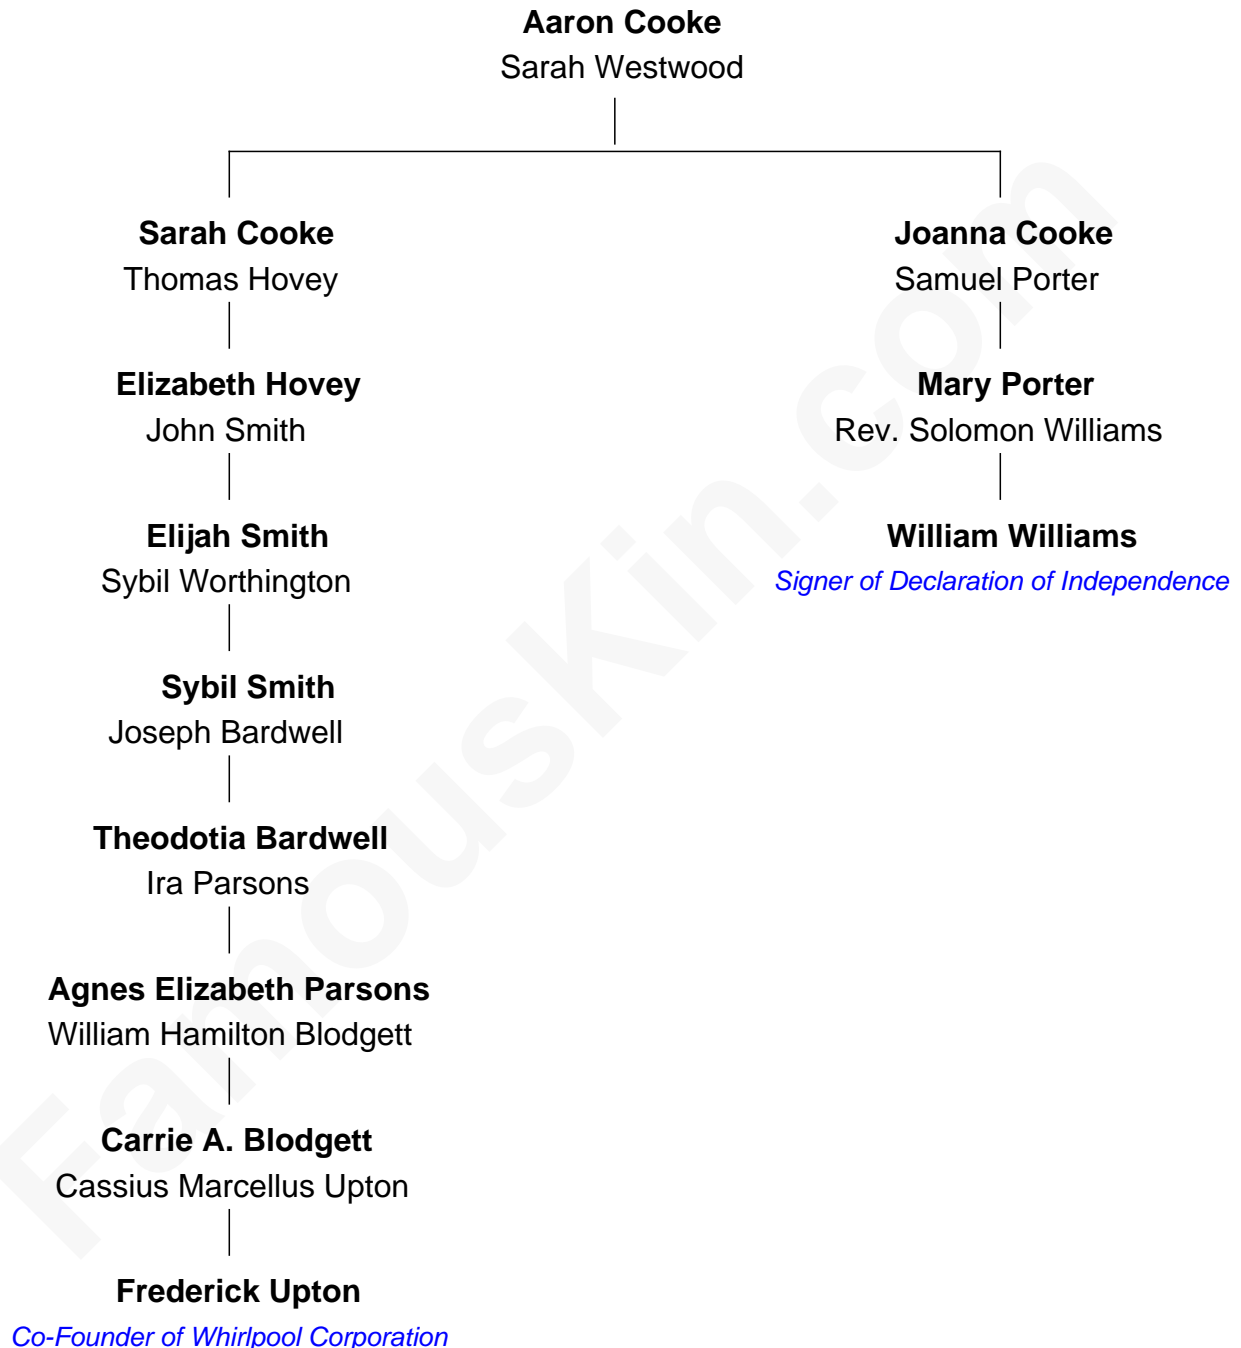 Aaron Cooke
Sarah Westwood
Sarah Cooke
Thomas Hovey
Joanna Cooke
Samuel Porter
Elizabeth Hovey
John Smith
Mary Porter
Rev. Solomon Williams
Elijah Smith
Sybil Worthington
William Williams
Signer of Declaration of Independence
Sybil Smith
Joseph Bardwell
Theodotia Bardwell
Ira Parsons
Agnes Elizabeth Parsons
William Hamilton Blodgett
Carrie A. Blodgett
Cassius Marcellus Upton
Frederick Upton
Co-Founder of Whirlpool Corporation
FamousKin.com